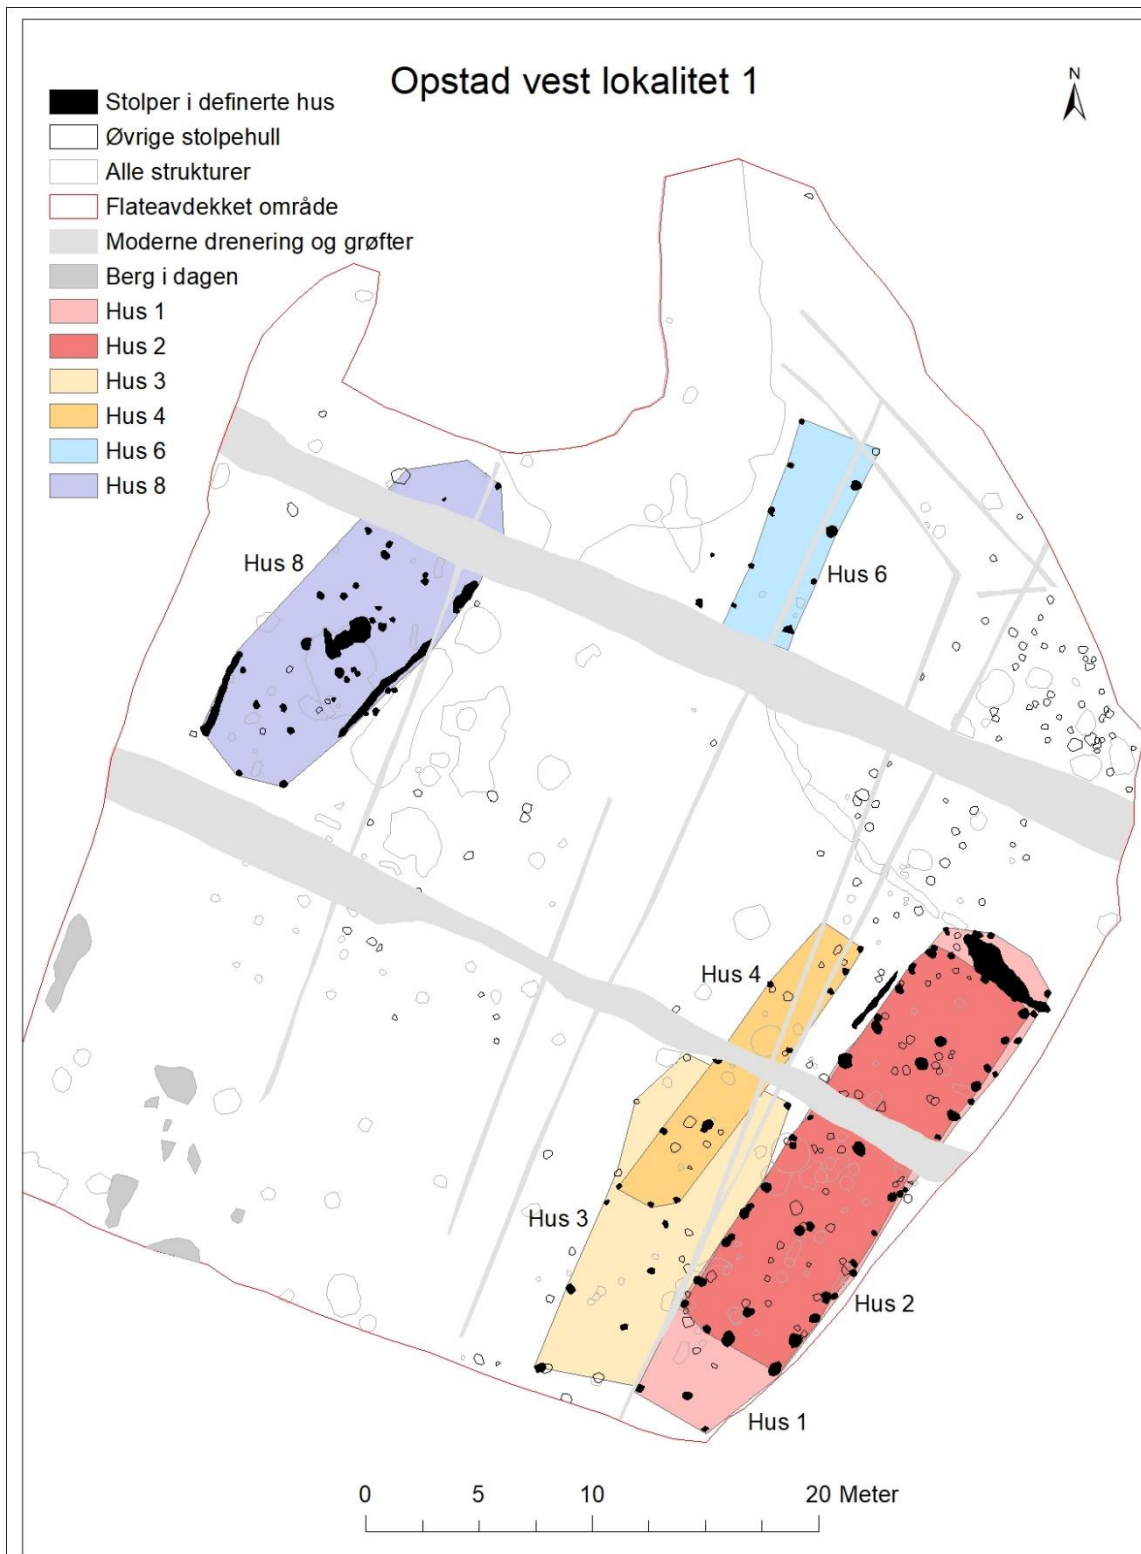 Opstad vest lokalitet 1
N
Stolper i definerte hus
Øvrige stolpehull
Alle strukturer
Flateavdekket område
Moderne drenering og grøfter
Berg i dagen
Hus 1
Hus 2
Hus 3
Hus 4
Hus 6
Hus 8
Hus 8
Hus 6
Hus 4
Hus 3
Hus 2
Hus 1
0 5 10 20 Meter